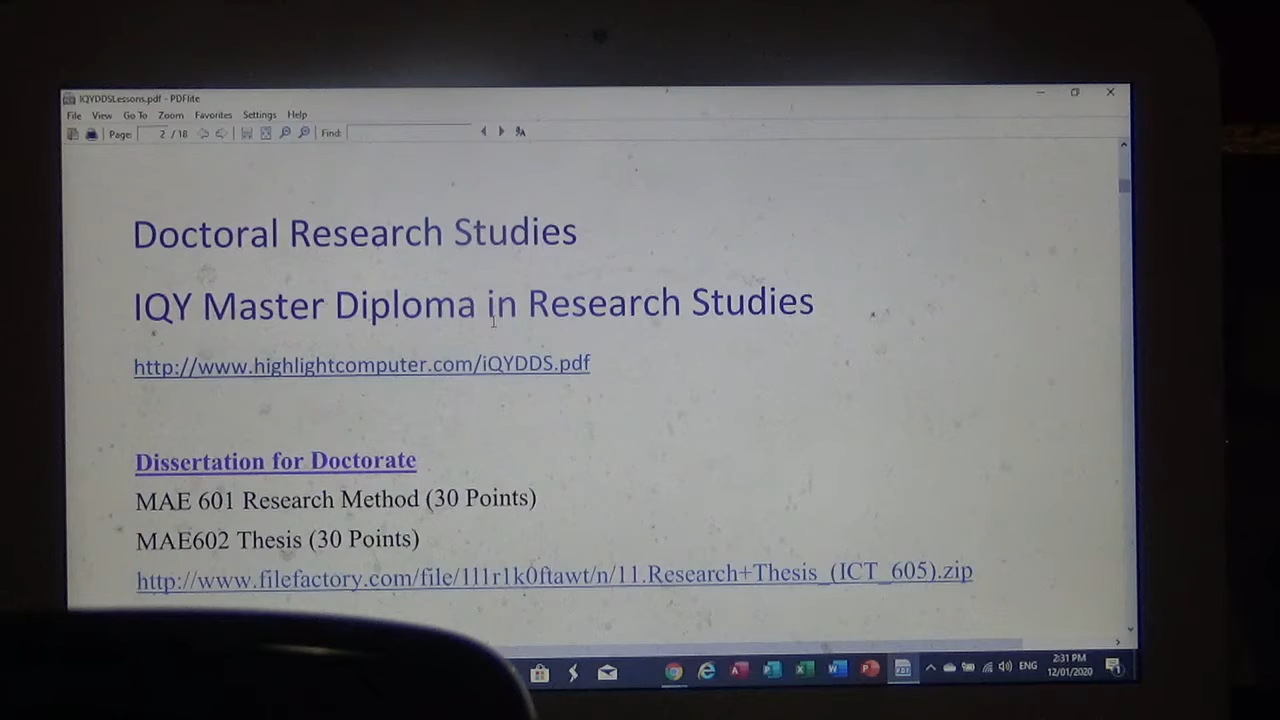 IQYDDSLessons.pdf - PDFlite
File View Go To Zoom Favorites Settings Help
Page: 2 / 18 Find:
Doctoral Research Studies
IQY Master Diploma in Research Studies
http://www.highlightcomputer.com/iQYDDS.pdf
Dissertation for Doctorate
MAE 601 Research Method (30 Points)
MAE602 Thesis (30 Points)
http://www.filefactory.com/file/1l1r1k0ftawt/n/11.Research+Thesis_(ICT_605).zip
ENG 2:31 PM
12/01/2020